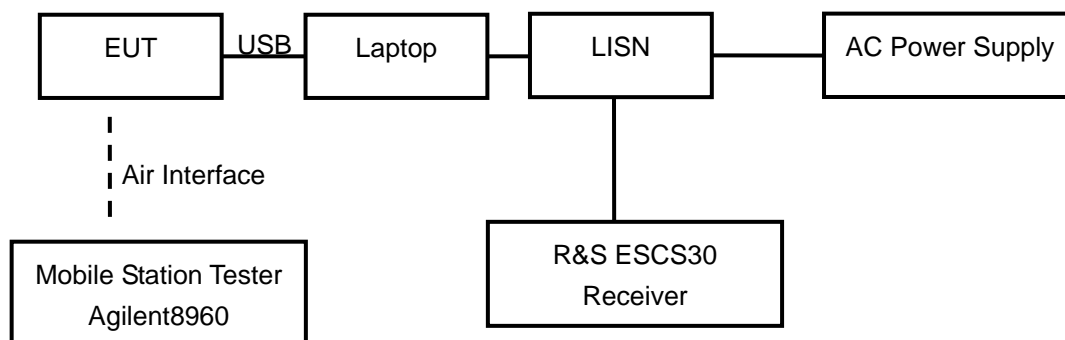 EUT
USB
Laptop
LISN
AC Power Supply
Air Interface
Mobile Station Tester
Agilent8960
R&S ESCS30
Receiver